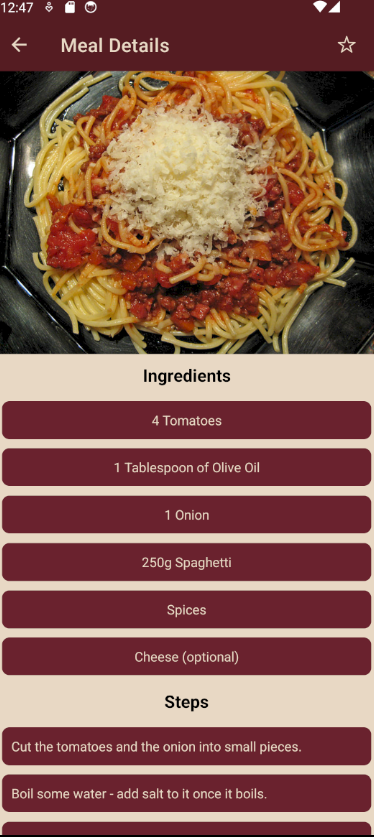 12:47
Meal Details
Ingredients
4 Tomatoes
1 Tablespoon of Olive Oil
1 Onion
250g Spaghetti
Spices
Cheese (optional)
Steps
Cut the tomatoes and the onion into small pieces.
Boil some water - add salt to it once it boils.